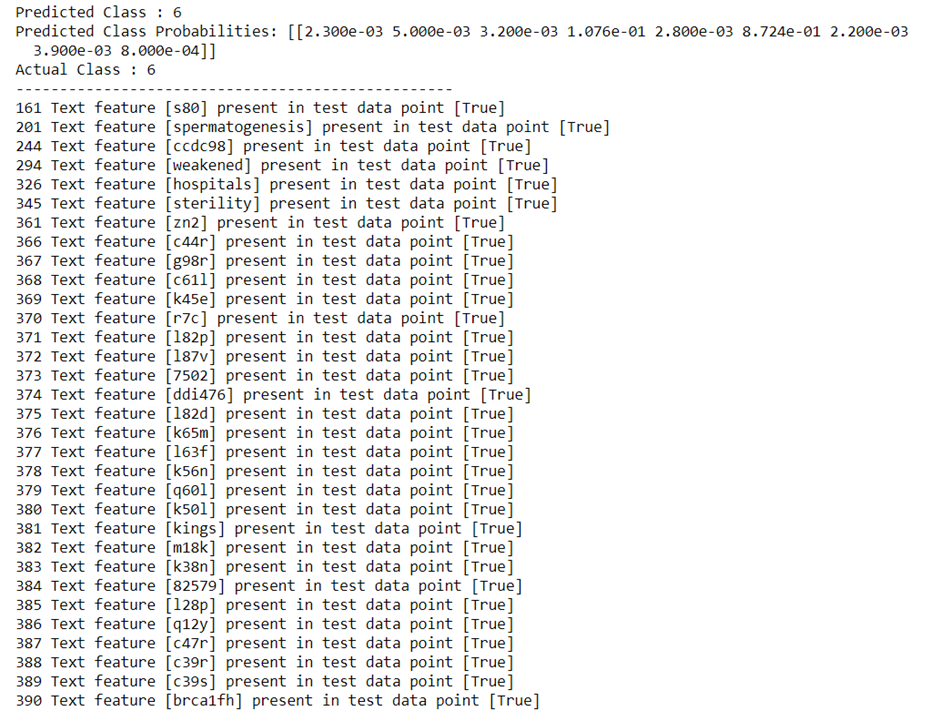 Predicted Class : 6
Predicted Class Probabilities: [[2.300e-03 5.000e-03 3.200e-03 1.076e-01 2.800e-03 8.724e-01 2.200e-03
3.900e-03 8.000e-04]]
Actual Class : 6
--------------------------------------------------
161 Text feature [s80] present in test data point [True]
201 Text feature [spermatogenesis] present in test data point [True]
244 Text feature [ccdc98] present in test data point [True]
294 Text feature [weakened] present in test data point [True]
326 Text feature [hospitals] present in test data point [True]
345 Text feature [sterility] present in test data point [True]
361 Text feature [zn2] present in test data point [True]
366 Text feature [c44r] present in test data point [True]
367 Text feature [g98r] present in test data point [True]
368 Text feature [c61l] present in test data point [True]
369 Text feature [k45e] present in test data point [True]
370 Text feature [r7c] present in test data point [True]
371 Text feature [l82p] present in test data point [True]
372 Text feature [l87v] present in test data point [True]
373 Text feature [7502] present in test data point [True]
374 Text feature [ddi476] present in test data point [True]
375 Text feature [l82d] present in test data point [True]
376 Text feature [k65m] present in test data point [True]
377 Text feature [l63f] present in test data point [True]
378 Text feature [k56n] present in test data point [True]
379 Text feature [q60l] present in test data point [True]
380 Text feature [k50l] present in test data point [True]
381 Text feature [kings] present in test data point [True]
382 Text feature [m18k] present in test data point [True]
383 Text feature [k38n] present in test data point [True]
384 Text feature [82579] present in test data point [True]
385 Text feature [l28p] present in test data point [True]
386 Text feature [q12y] present in test data point [True]
387 Text feature [c47r] present in test data point [True]
388 Text feature [c39r] present in test data point [True]
389 Text feature [c39s] present in test data point [True]
390 Text feature [brca1fh] present in test data point [True]